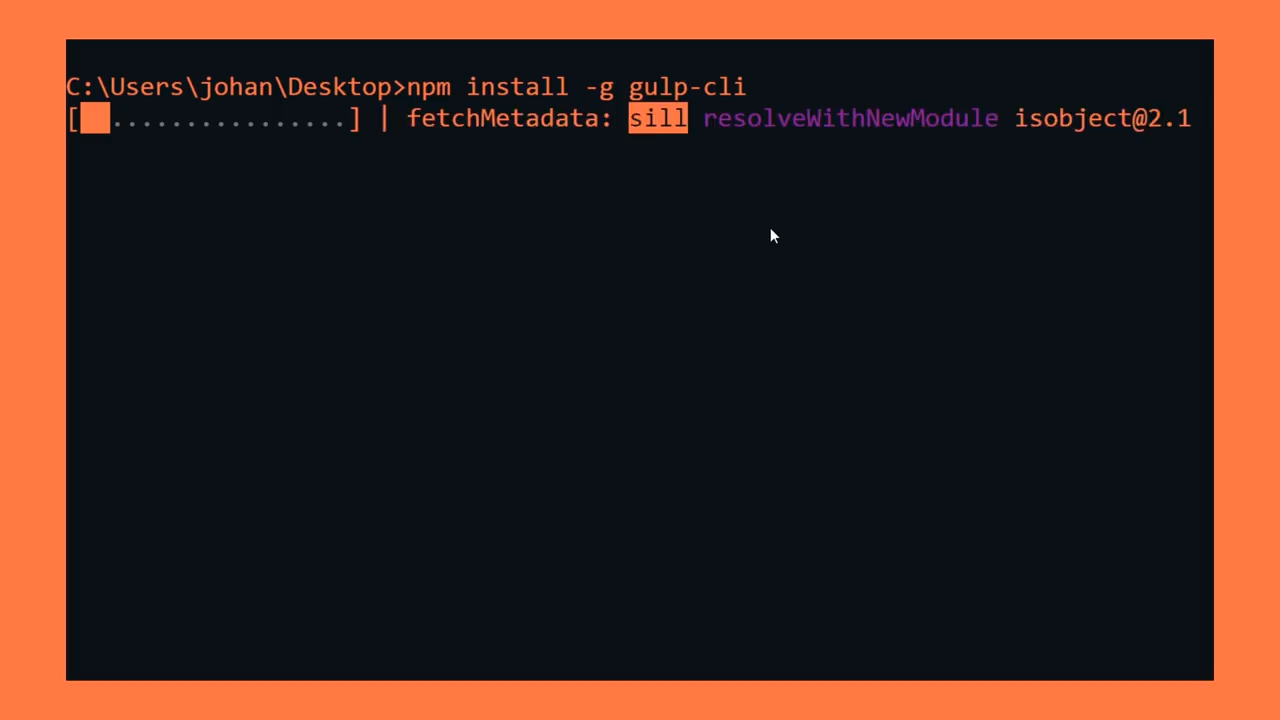 C:\Users\johan\Desktop>npm install -g gulp-cli
[██................] | fetchMetadata: sill resolveWithNewModule isobject@2.1